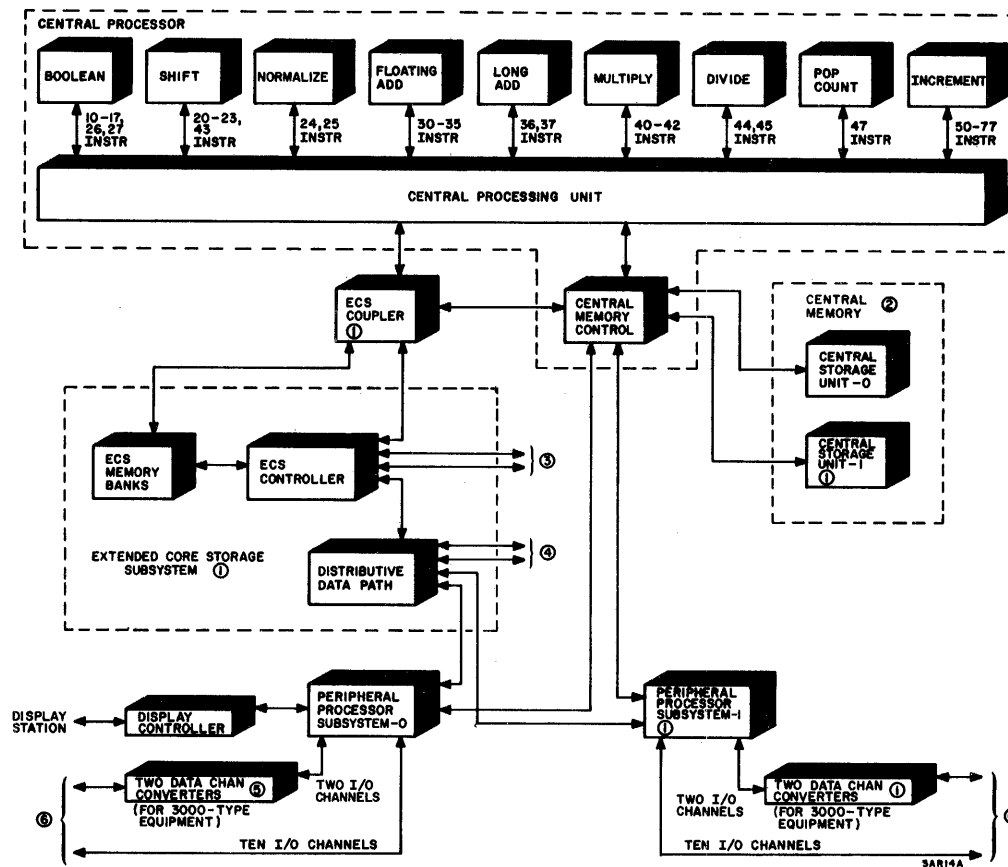 CENTRAL PROCESSOR
BOOLEAN
SHIFT
NORMALIZE
FLOATING
ADD
LONG
ADD
MULTIPLY
DIVIDE
POP
COUNT
INCREMENT
10-17,
26,27
INSTR
20-23,
43
INSTR
24,25
INSTR
30-35
INSTR
36,37
INSTR
40-42
INSTR
44,45
INSTR
47
INSTR
50-77
INSTR
CENTRAL PROCESSING UNIT
ECS
COUPLER
①
CENTRAL
MEMORY
CONTROL
CENTRAL ②
MEMORY
CENTRAL
STORAGE
UNIT-0
CENTRAL
STORAGE
UNIT-1
①
ECS
MEMORY
BANKS
ECS
CONTROLLER
③
④
EXTENDED CORE STORAGE
SUBSYSTEM ①
DISTRIBUTIVE
DATA PATH
DISPLAY
STATION
DISPLAY
CONTROLLER
PERIPHERAL
PROCESSOR
SUBSYSTEM-0
PERIPHERAL
PROCESSOR
SUBSYSTEM-1
①
⑥
TWO DATA CHAN
CONVERTERS ⑤
(FOR 3000-TYPE
EQUIPMENT)
TWO I/O
CHANNELS
TEN I/O CHANNELS
TWO I/O
CHANNELS
TWO DATA CHAN
CONVERTERS ①
(FOR 3000-TYPE
EQUIPMENT)
TEN I/O CHANNELS
3AR14A